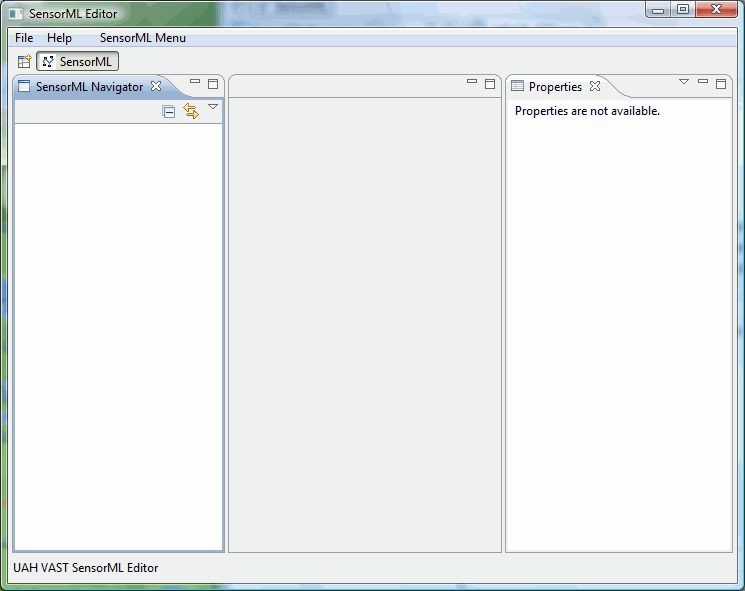 SensorML Editor
File Help SensorML Menu
SensorML
SensorML Navigator
Properties
Properties are not available.
UAH VAST SensorML Editor